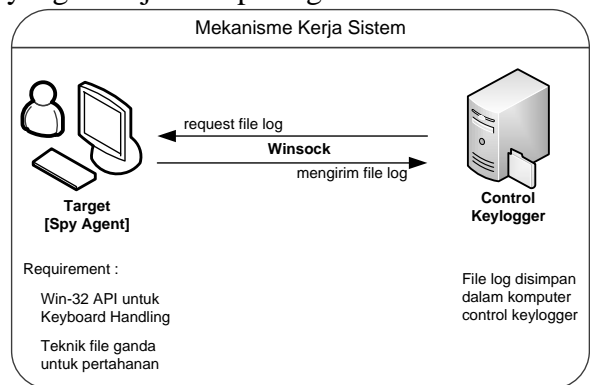 Mekanisme Kerja Sistem
request file log
Winsock
mengirim file log
Target
[Spy Agent]
Control
Keylogger
Requirement :
Win-32 API untuk
Keyboard Handling
Teknik file ganda
untuk pertahanan
File log disimpan
dalam komputer
control keylogger